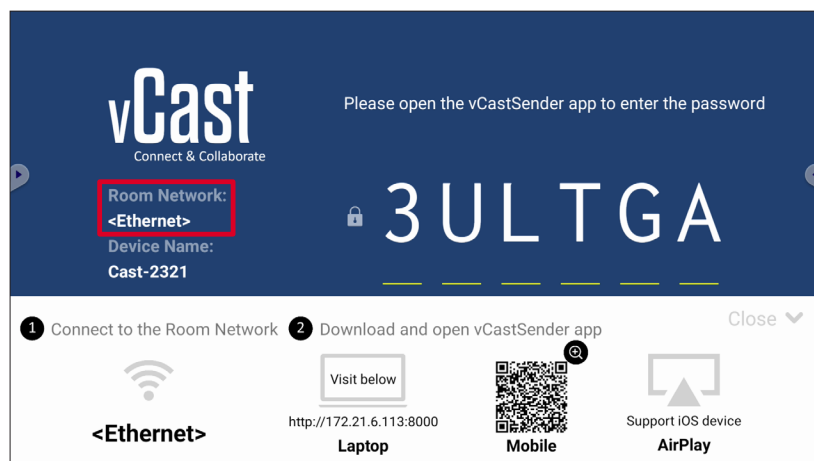 vCast
Connect & Collaborate
Please open the vCastSender app to enter the password
Room Network:
<Ethernet>
Device Name:
Cast-2321
3ULTGA
Close
1 Connect to the Room Network
2 Download and open vCastSender app
<Ethernet>
Visit below
http://172.21.6.113:8000
Laptop
Mobile
Support iOS device
AirPlay